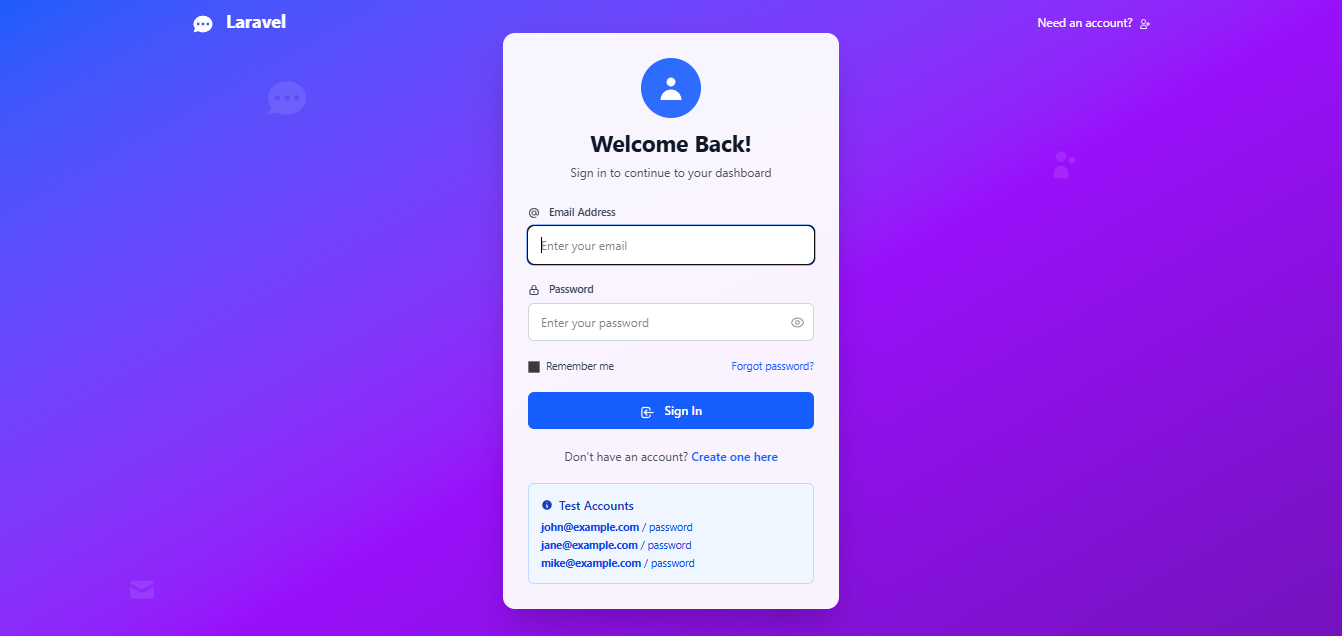 Laravel
Need an account?
Welcome Back!
Sign in to continue to your dashboard
Email Address
Enter your email
Password
Enter your password
Remember me
Forgot password?
Sign In
Don't have an account? Create one here
Test Accounts
john@example.com / password
jane@example.com / password
mike@example.com / password